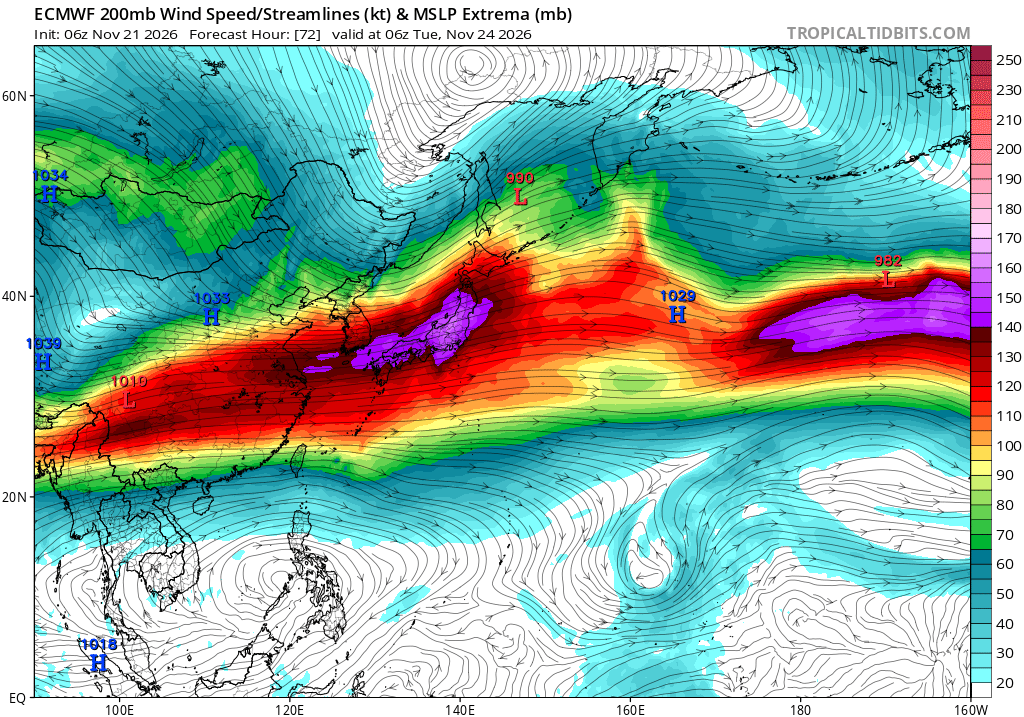 ECMWF 200mb Wind Speed/Streamlines (kt) & MSLP Extrema (mb)
Init: 06z Nov 21 2026 Forecast Hour: [72] valid at 06z Tue, Nov 24 2026
TROPICALTIDBITS.COM
60N
40N
20N
EQ
1034
H
990
L
982
L
1033
H
1029
H
1039
H
1010
L
1018
H
100E
120E
140E
160E
180
160W
250
230
220
210
200
190
180
170
160
150
140
130
120
110
100
90
80
70
60
50
40
30
20